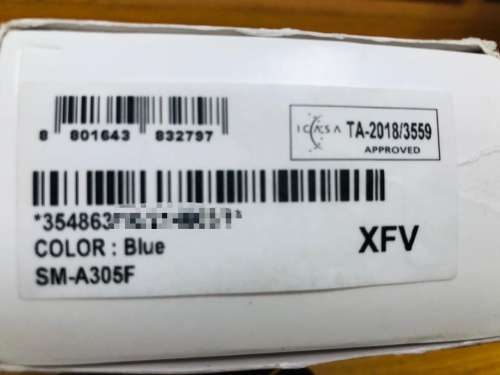 8 801643 832797
ICASA TA-2018/3559
APPROVED
*354863
COLOR : Blue
XFV
SM-A305F